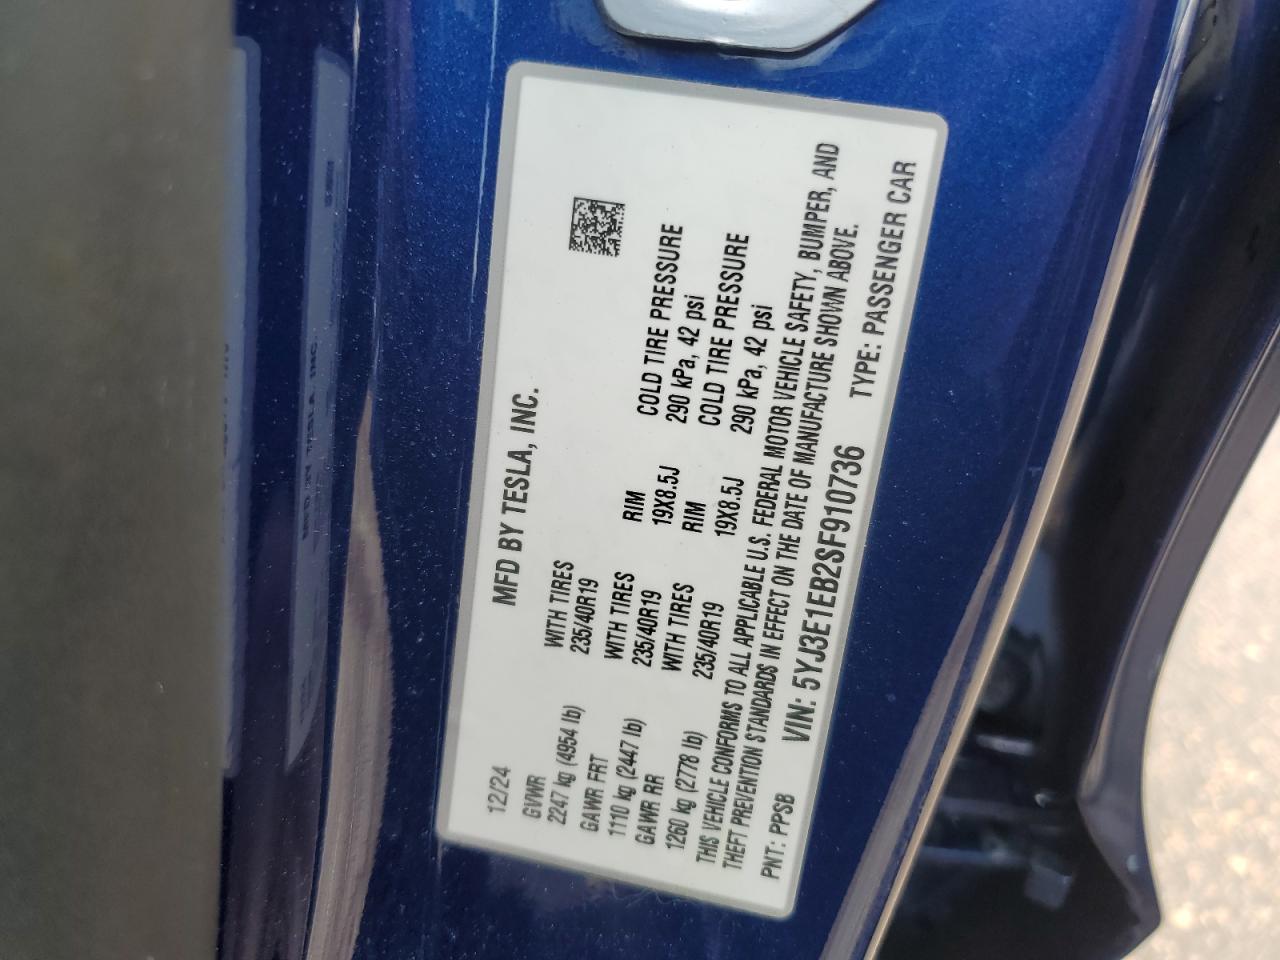 MFD BY TESLA, INC.
12/24
GVWR WITH TIRES
2247 kg (4954 lb) 235/40R19
GAWR FRT WITH TIRES RIM COLD TIRE PRESSURE
1110 kg (2447 lb) 235/40R19 19X8.5J 290 kPa, 42 psi
GAWR RR WITH TIRES RIM COLD TIRE PRESSURE
1260 kg (2778 lb) 235/40R19 19X8.5J 290 kPa, 42 psi
THIS VEHICLE CONFORMS TO ALL APPLICABLE U.S. FEDERAL MOTOR VEHICLE SAFETY, BUMPER, AND
THEFT PREVENTION STANDARDS IN EFFECT ON THE DATE OF MANUFACTURE SHOWN ABOVE.
PNT: PPSB VIN: 5YJ3E1EB2SF910736 TYPE: PASSENGER CAR